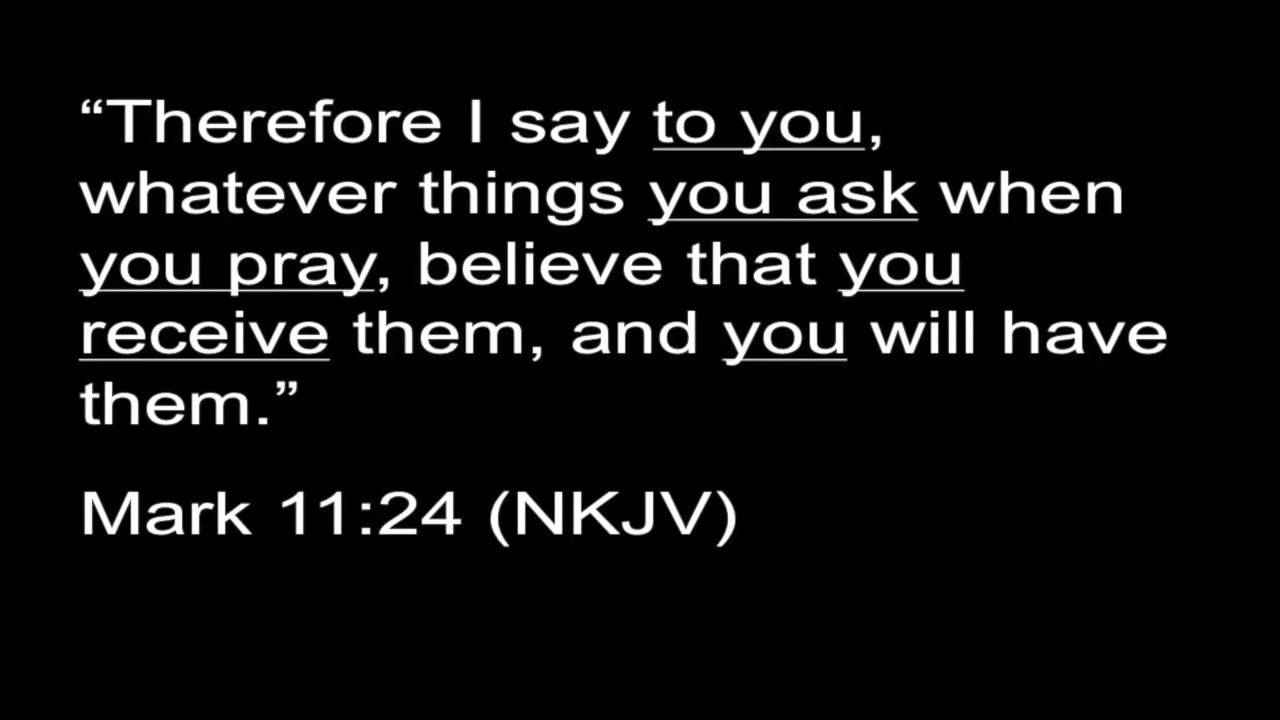 “Therefore I say to you,
whatever things you ask when
you pray, believe that you
receive them, and you will have
them.”
Mark 11:24 (NKJV)